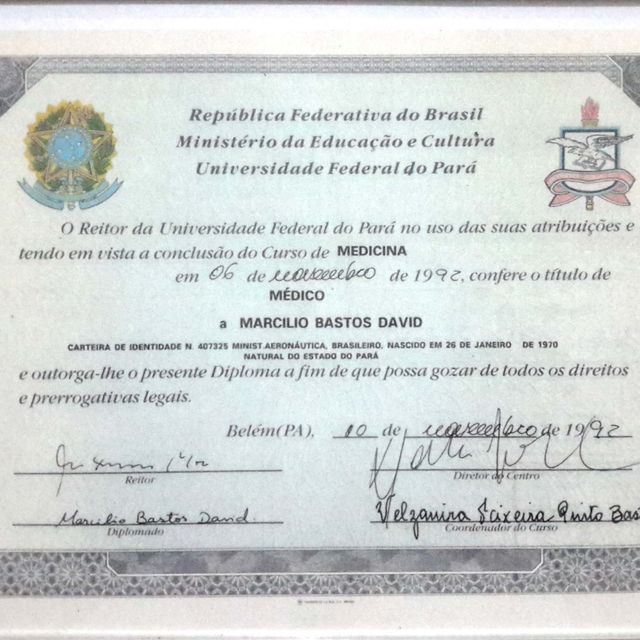 República Federativa do Brasil
Ministério da Educação e Cultura
Universidade Federal do Pará
O Reitor da Universidade Federal do Pará no uso das suas atribuições e
tendo em vista a conclusão do Curso de MEDICINA
em 06 de novembro de 1992, confere o título de
MÉDICO
a MARCILIO BASTOS DAVID
CARTEIRA DE IDENTIDADE N. 407325 MINIST.AERONÁUTICA, BRASILEIRO, NASCIDO EM 26 DE JANEIRO DE 1970
NATURAL DO ESTADO DO PARÁ
e outorga-lhe o presente Diploma a fim de que possa gozar de todos os direitos
e prerrogativas legais.
Belém(PA), 10 de novembro de 1992
Reitor
Diretor do Centro
Marcilio Bastos David.
Diplomado
Coordenador do Curso